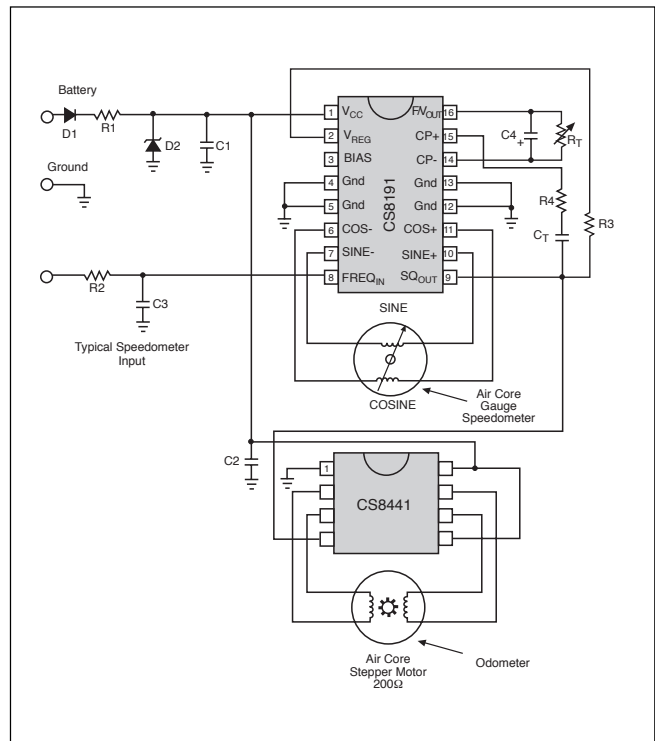 Battery
D1
R1
D2
C1
Ground
R2
C3
Typical Speedometer
Input
1
VCC
2
VREG
3
BIAS
4
Gnd
5
Gnd
6
COS-
7
SINE-
8
FREQIN
CS8191
F/VOUT
16
CP+
15
CP-
14
Gnd
13
Gnd
12
COS+
11
SINE+
10
SQOUT
9
C4
+
RT
R4
CT
R3
SINE
COSINE
Air Core
Gauge
Speedometer
C2
1
CS8441
Air Core
Stepper Motor
200Ω
Odometer